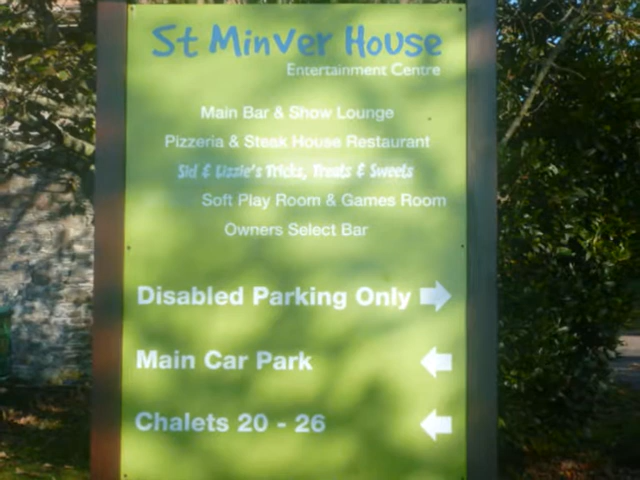 St Minver House
Entertainment Centre
Main Bar & Show Lounge
Pizzeria & Steak House Restaurant
Sid & Lizzie's Tricks, Treats & Sweets
Soft Play Room & Games Room
Owners Select Bar
Disabled Parking Only
Main Car Park
Chalets 20 - 26